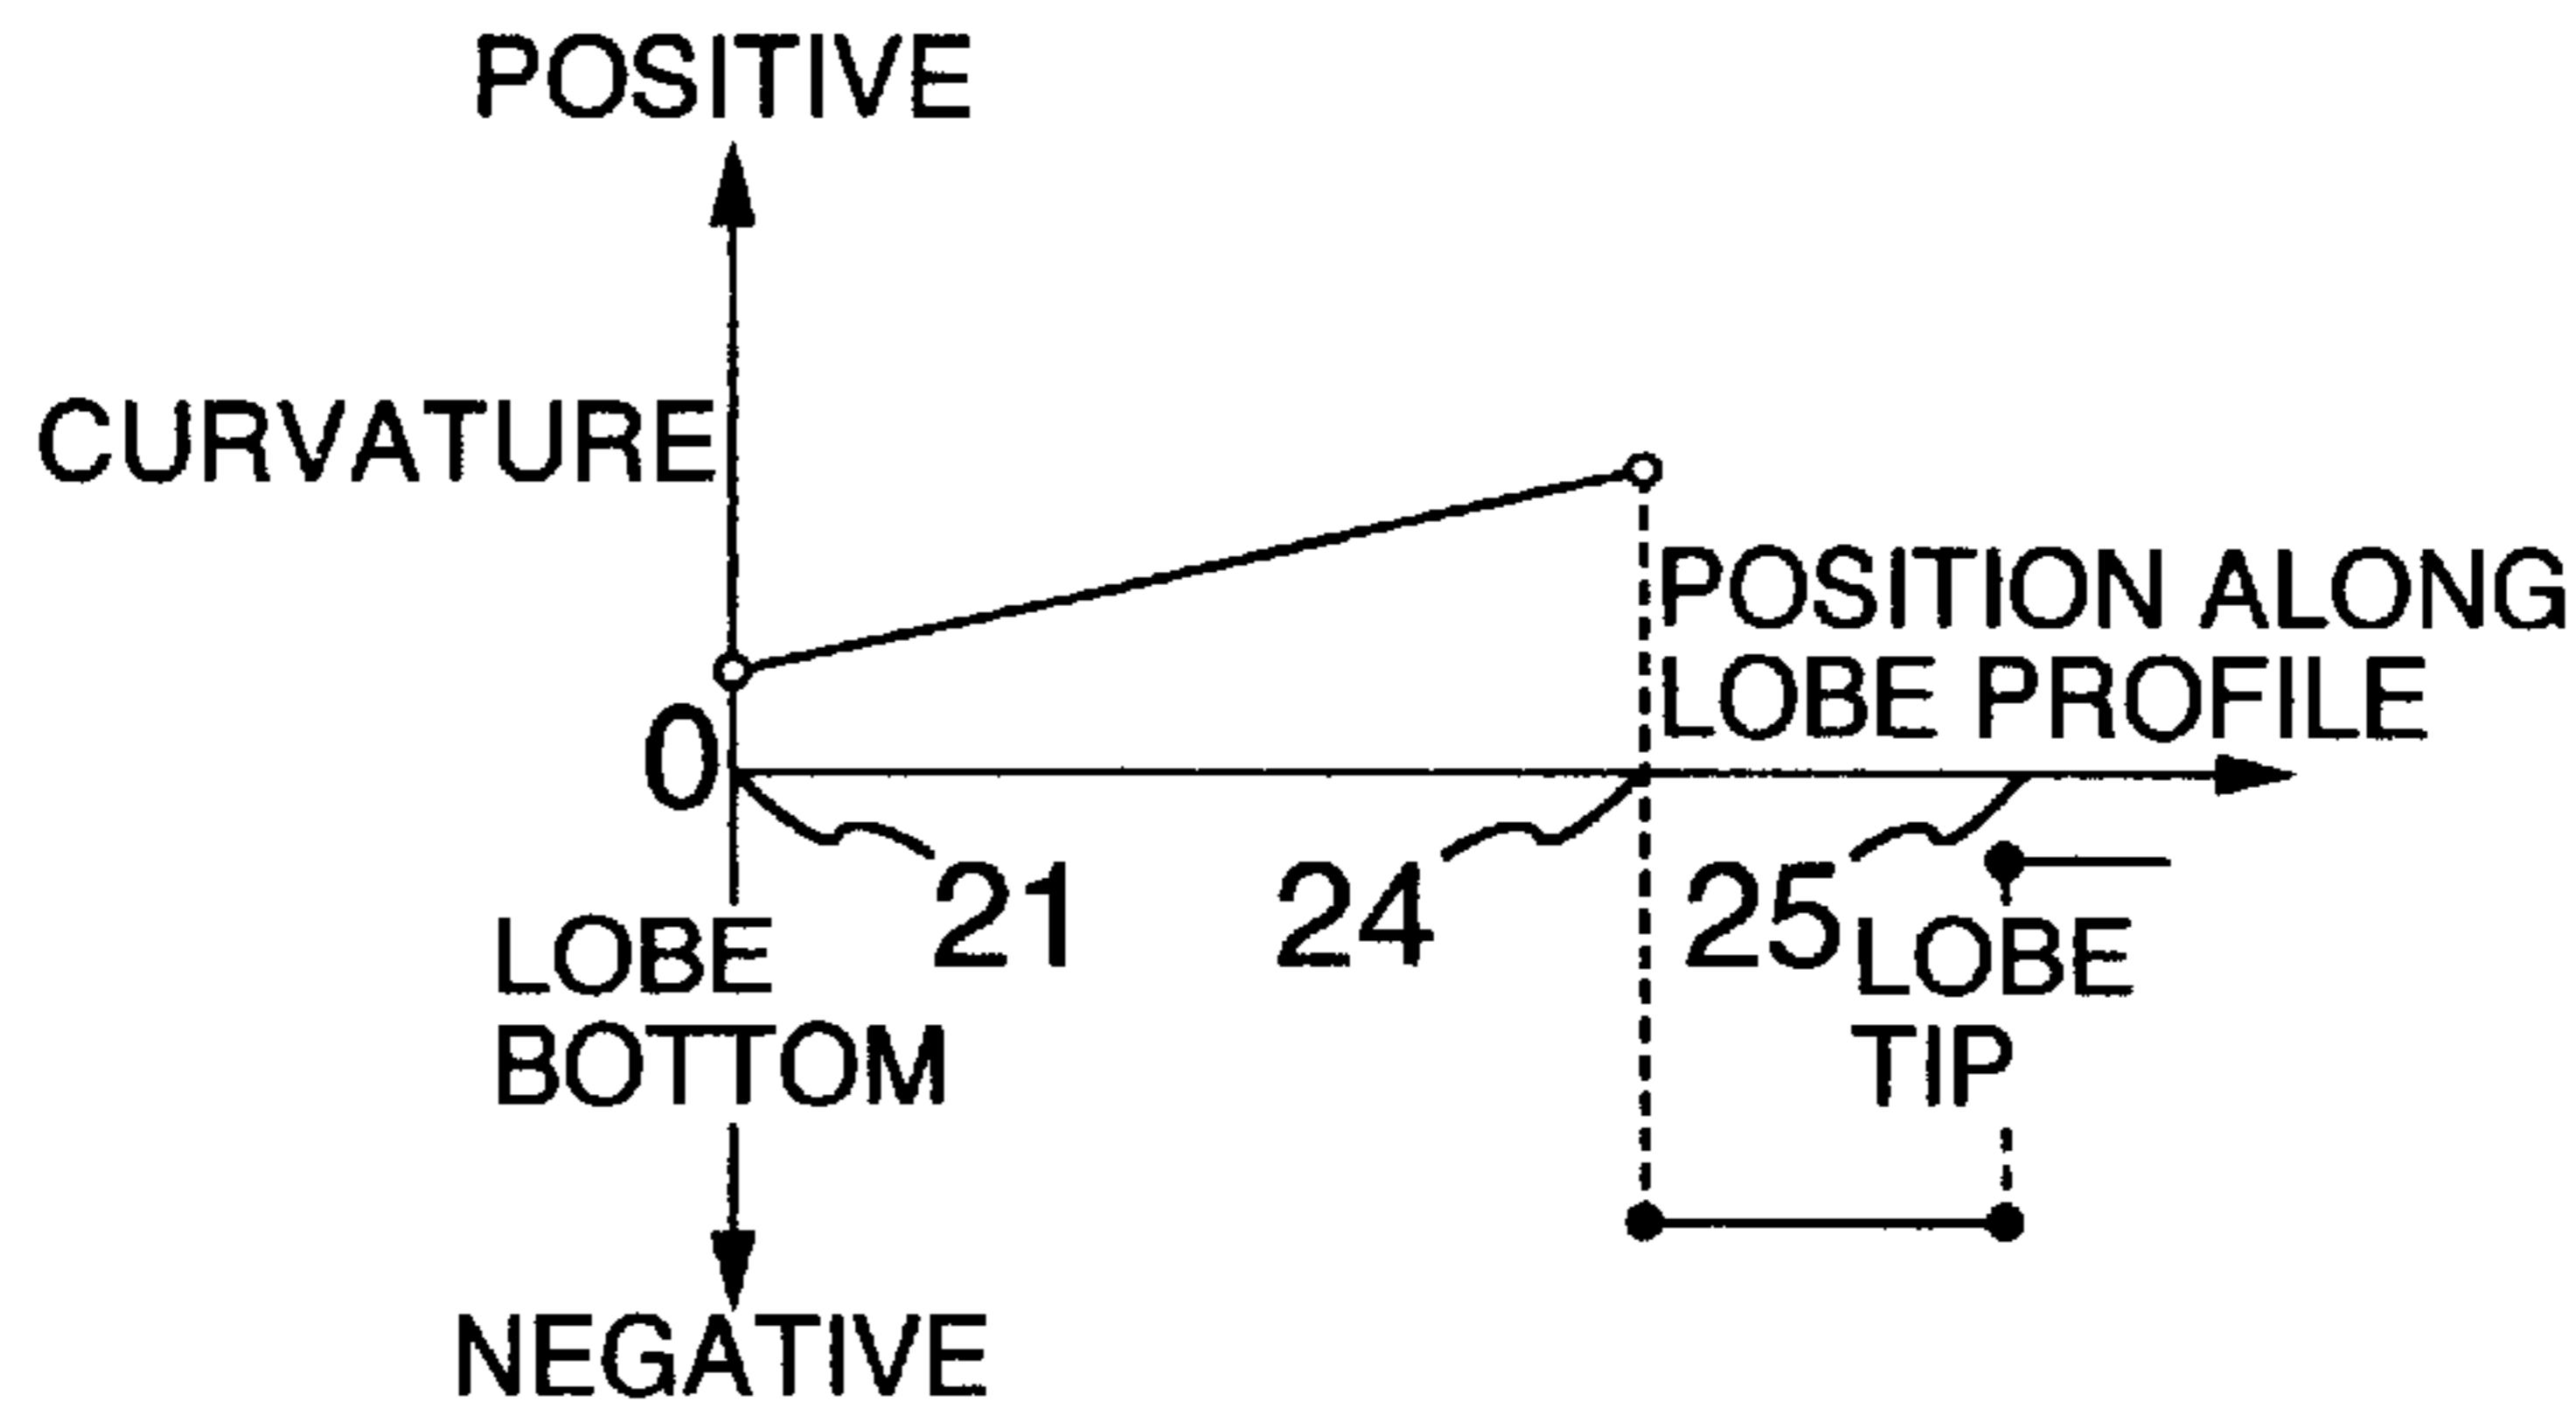 POSITIVE
CURVATURE
POSITION ALONG
LOBE PROFILE
0
21
24
25
LOBE
BOTTOM
LOBE
TIP
NEGATIVE